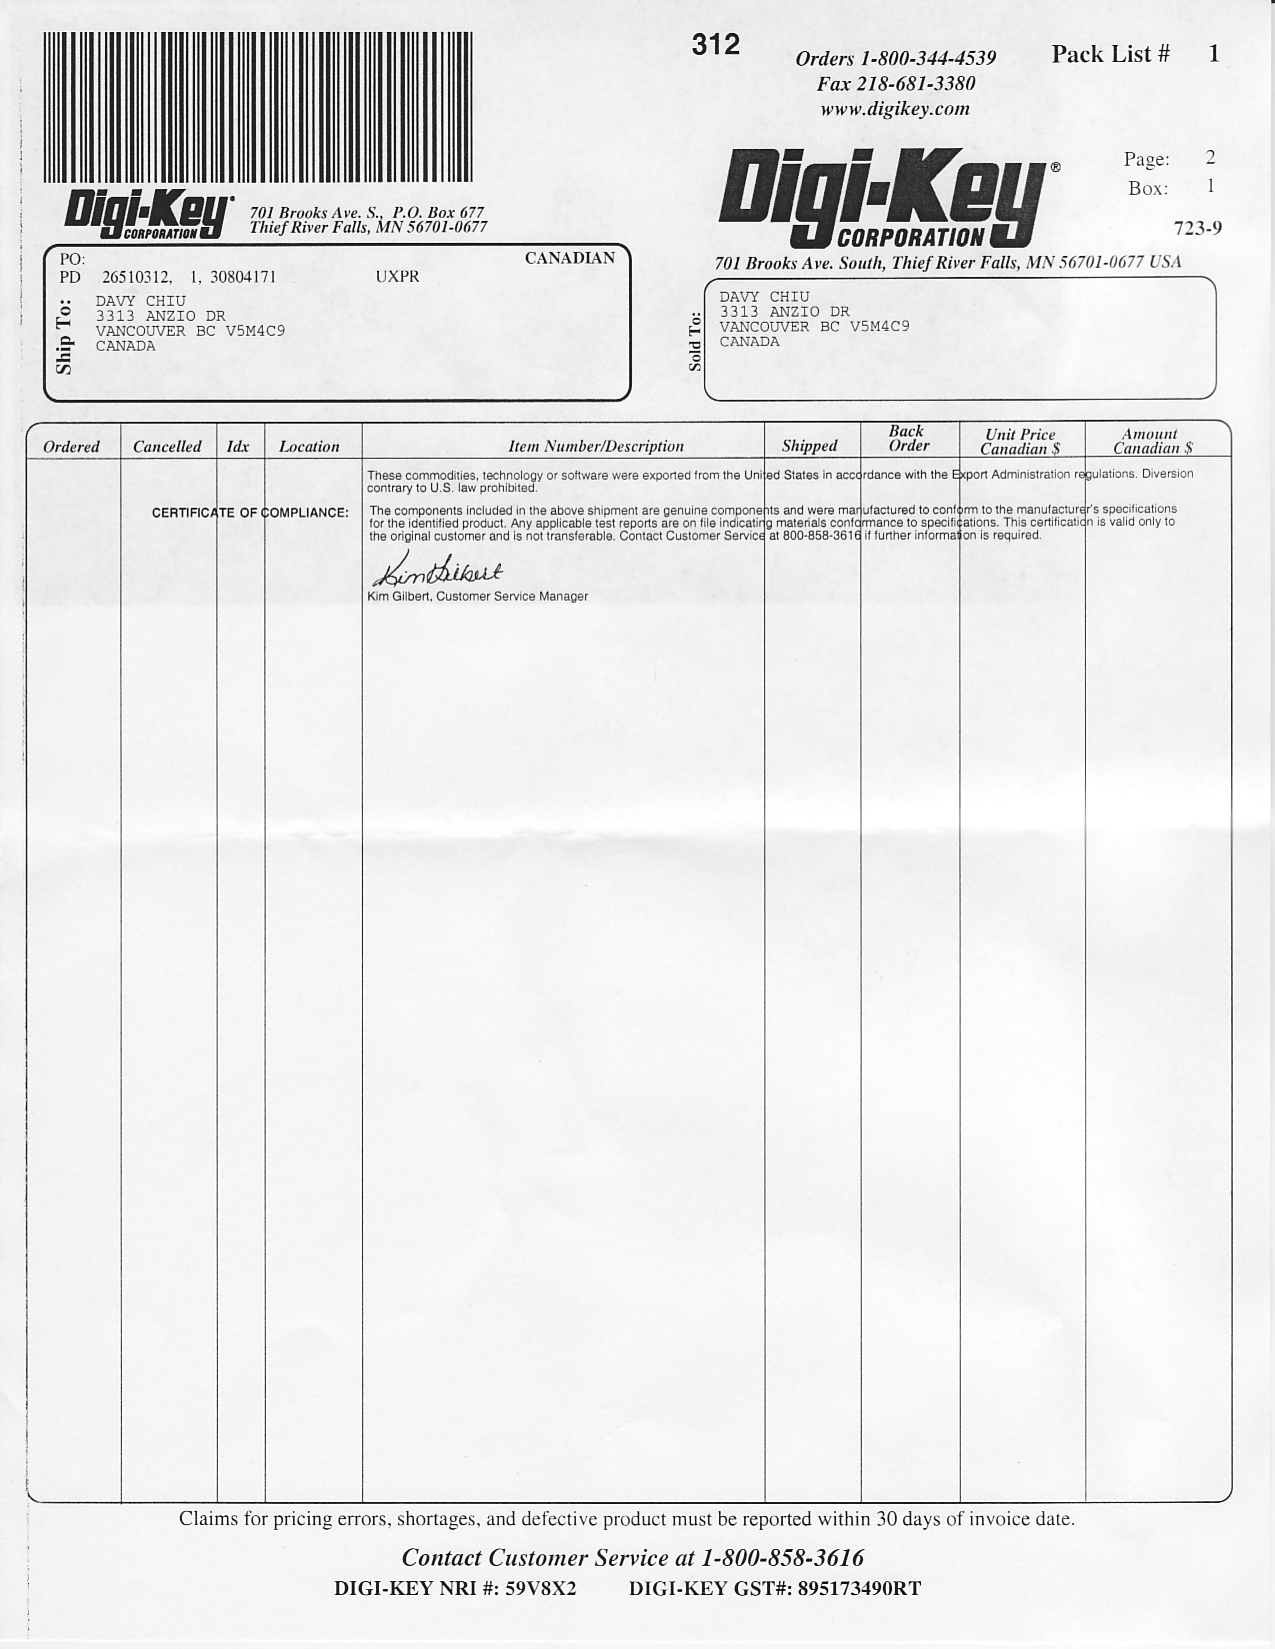 312
Orders 1-800-344-4539
Fax 218-681-3380
www.digikey.com
Pack List # 1
Digi-Key
CORPORATION
701 Brooks Ave. S., P.O. Box 677
Thief River Falls, MN 56701-0677
Digi-Key®
CORPORATION
701 Brooks Ave. South, Thief River Falls, MN 56701-0677 USA
Page: 2
Box: 1
723-9
PO: CANADIAN
PD 26510312, 1, 30804171 UXPR
Ship To:
DAVY CHIU
3313 ANZIO DR
VANCOUVER BC V5M4C9
CANADA
Sold To:
DAVY CHIU
3313 ANZIO DR
VANCOUVER BC V5M4C9
CANADA
Ordered Cancelled Idx Location Item Number/Description Shipped Back Order Unit Price Canadian $ Amount Canadian $
These commodities, technology or software were exported from the United States in accordance with the Export Administration regulations. Diversion
contrary to U.S. law prohibited.
CERTIFICATE OF COMPLIANCE: The components included in the above shipment are genuine components and were manufactured to conform to the manufacturer's specifications
for the identified product. Any applicable test reports are on file indicating materials conformance to specifications. This certification is valid only to
the original customer and is not transferable. Contact Customer Service at 800-858-3616 if further information is required.
Kim Gilbert
Kim Gilbert, Customer Service Manager
Claims for pricing errors, shortages, and defective product must be reported within 30 days of invoice date.
Contact Customer Service at 1-800-858-3616
DIGI-KEY NRI #: 59V8X2 DIGI-KEY GST#: 895173490RT